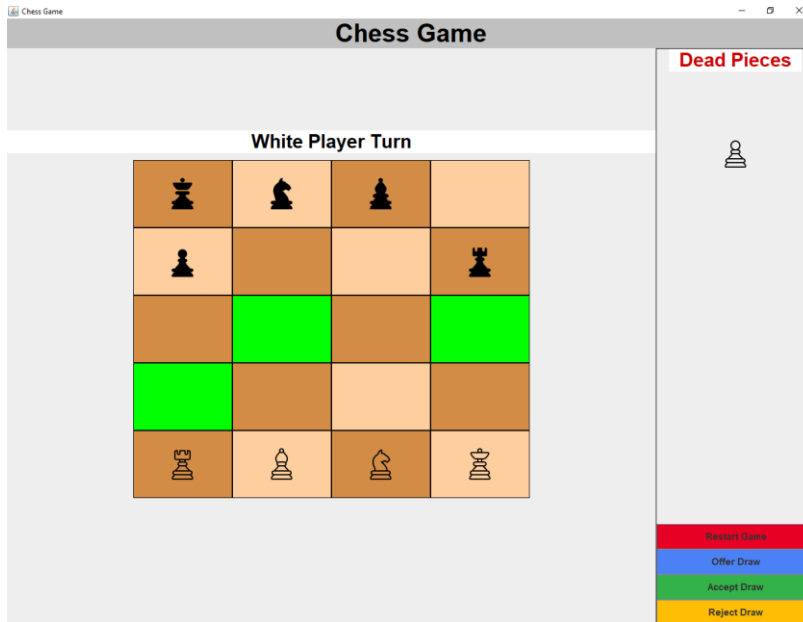 Chess Game
Chess Game
Dead Pieces
White Player Turn
Restart Game
Offer Draw
Accept Draw
Reject Draw